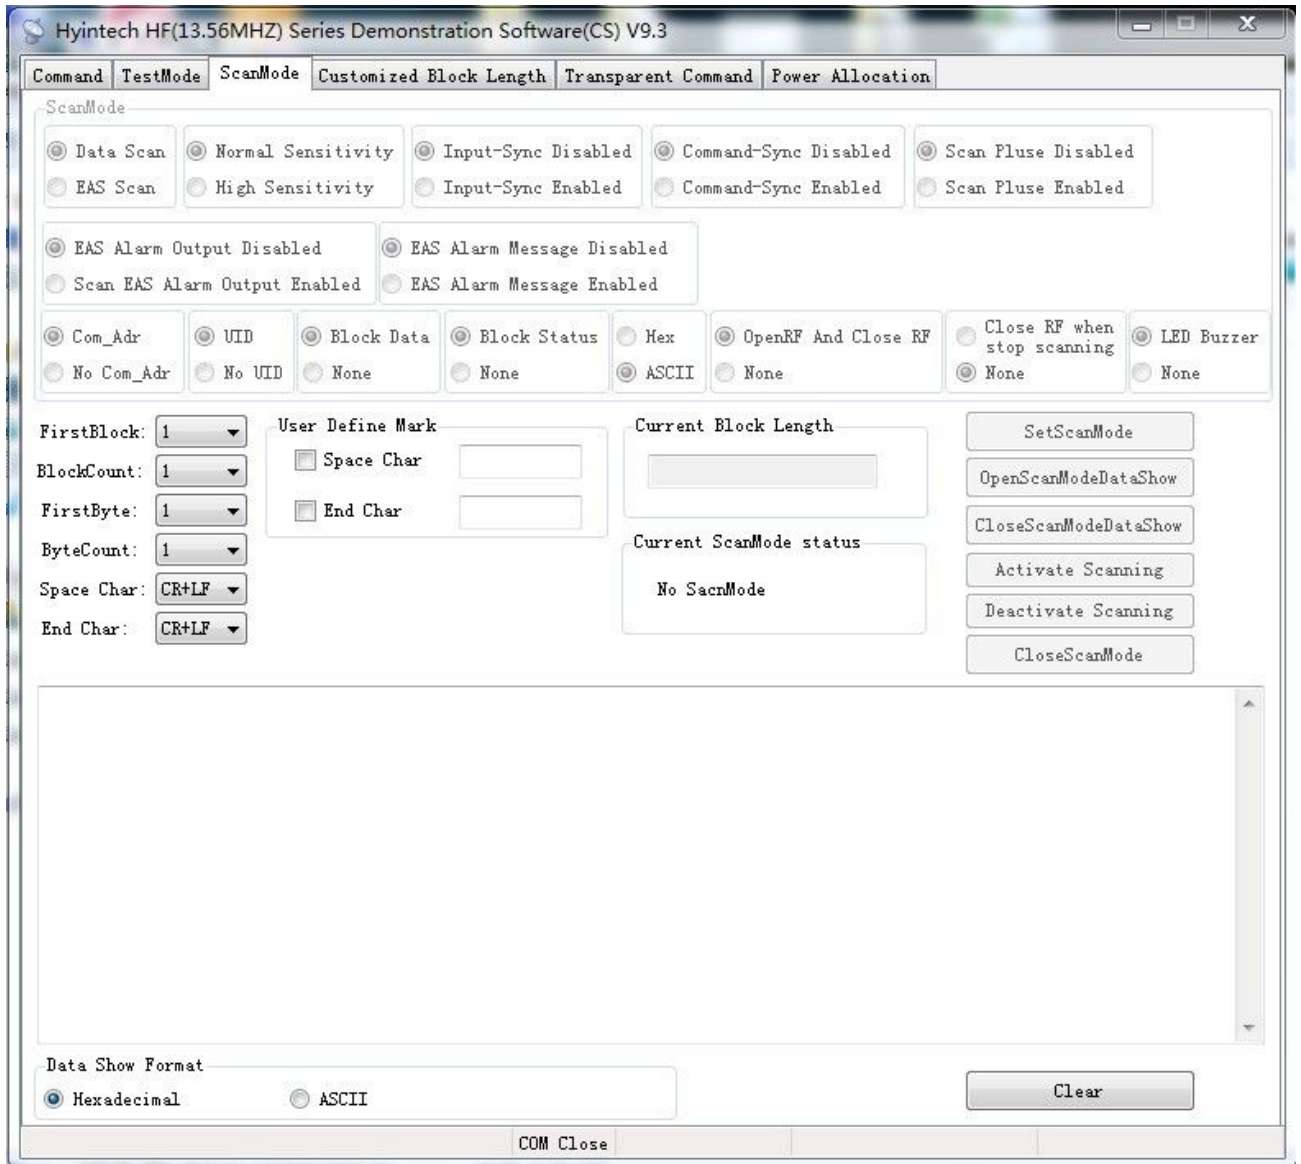 Hyintech HF(13.56MHZ) Series Demonstration Software(CS) V9.3
Command TestMode ScanMode Customized Block Length Transparent Command Power Allocation
ScanMode
Data Scan Normal Sensitivity Input-Sync Disabled Command-Sync Disabled Scan Pluse Disabled
EAS Scan High Sensitivity Input-Sync Enabled Command-Sync Enabled Scan Pluse Enabled
EAS Alarm Output Disabled EAS Alarm Message Disabled
Scan EAS Alarm Output Enabled EAS Alarm Message Enabled
Com_Adr UID Block Data Block Status Hex OpenRF And Close RF Close RF when stop scanning LED Buzzer
No Com_Adr No UID None None ASCII None None None
FirstBlock: 1 User Define Mark Current Block Length SetScanMode
BlockCount: 1 Space Char OpenScanModeDataShow
FirstByte: 1 End Char CloseScanModeDataShow
ByteCount: 1 Current ScanMode status Activate Scanning
Space Char: CR+LF No SacnMode Deactivate Scanning
End Char: CR+LF CloseScanMode
Data Show Format
Hexadecimal ASCII Clear
COM Close